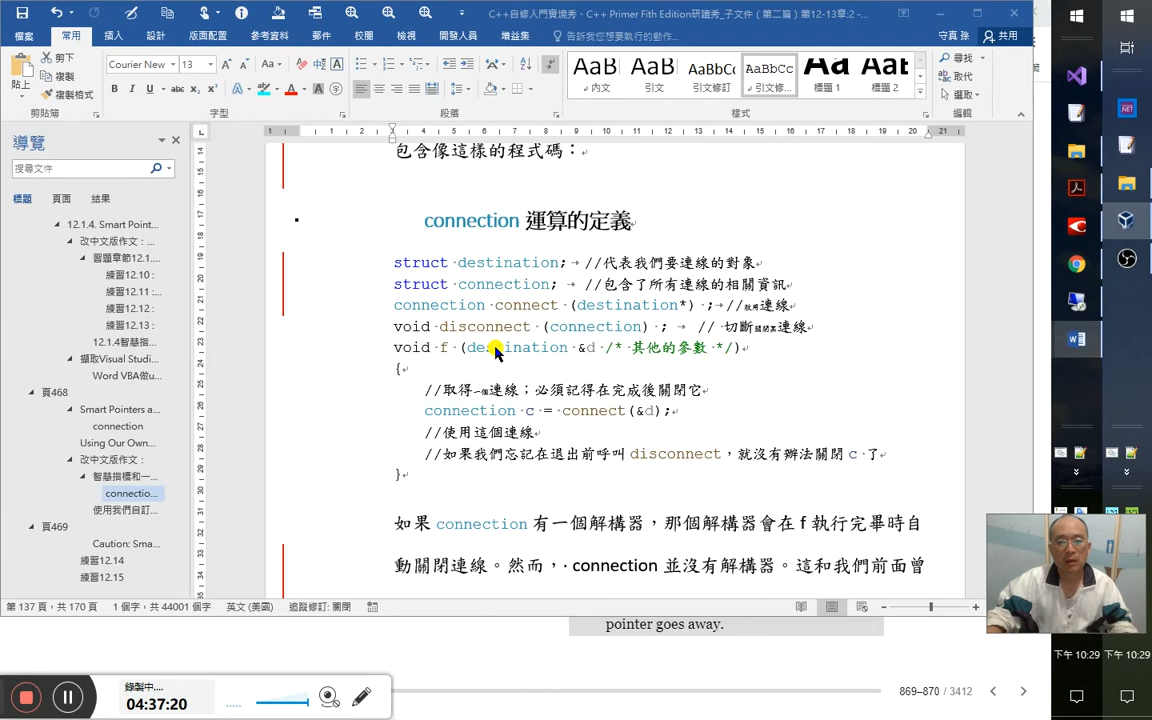 C++自修入門實境秀、C++ Primer Fifth Edition研讀秀_子文件（第二篇）第12-13章:2 -...
檔案 常用 插入 設計 版面配置 參考資料 郵件 校閱 檢視 開發人員 增益集 告訴我您想要執行的動作... 守真 孫 共用
貼上 剪下 複製 複製格式
Courier New 13
AaB 內文 AaB 引文 AaBbCc 引文修訂 AaBbCc 引文修... Aa 標題 1 Aa 標題 2
尋找 取代 選取
剪貼簿 字型 段落 樣式 編輯
導覽
搜尋文件
標題 頁面 結果
12.1.4. Smart Point...
改中文版作文：...
習題章節12.1....
練習12.10：
練習12.11：...
練習12.12：
練習12.13：
12.1.4智慧指...
擷取Visual Studi...
Word VBA做u...
頁468
Smart Pointers a...
connection
Using Our Own...
改中文版作文：
智慧指標和一...
connectio...
使用我們自訂...
頁469
Caution: Sma...
練習12.14
練習12.15
包含像這樣的程式碼：
connection 運算的定義
struct destination; //代表我們要連線的對象
struct connection; //包含了所有連線的相關資訊
connection connect (destination*) ;//啟用連線
void disconnect (connection) ; // 切斷關閉某連線
void f (destination &d /* 其他的參數 */)
{
//取得一個連線；必須記得在完成後關閉它
connection c = connect(&d);
//使用這個連線
//如果我們忘記在退出前呼叫 disconnect，就沒有辦法關閉 c 了
}
如果 connection 有一個解構器，那個解構器會在 f 執行完畢時自
動關閉連線。然而， connection 並沒有解構器。這和我們前面曾
第 137 頁，共 170 頁 1 個字，共 44001 個字 英文 (美國) 追蹤修訂: 關閉
pointer goes away.
869–870 / 3412
錄製中....
04:37:20
下午 10:29 下午 10:29